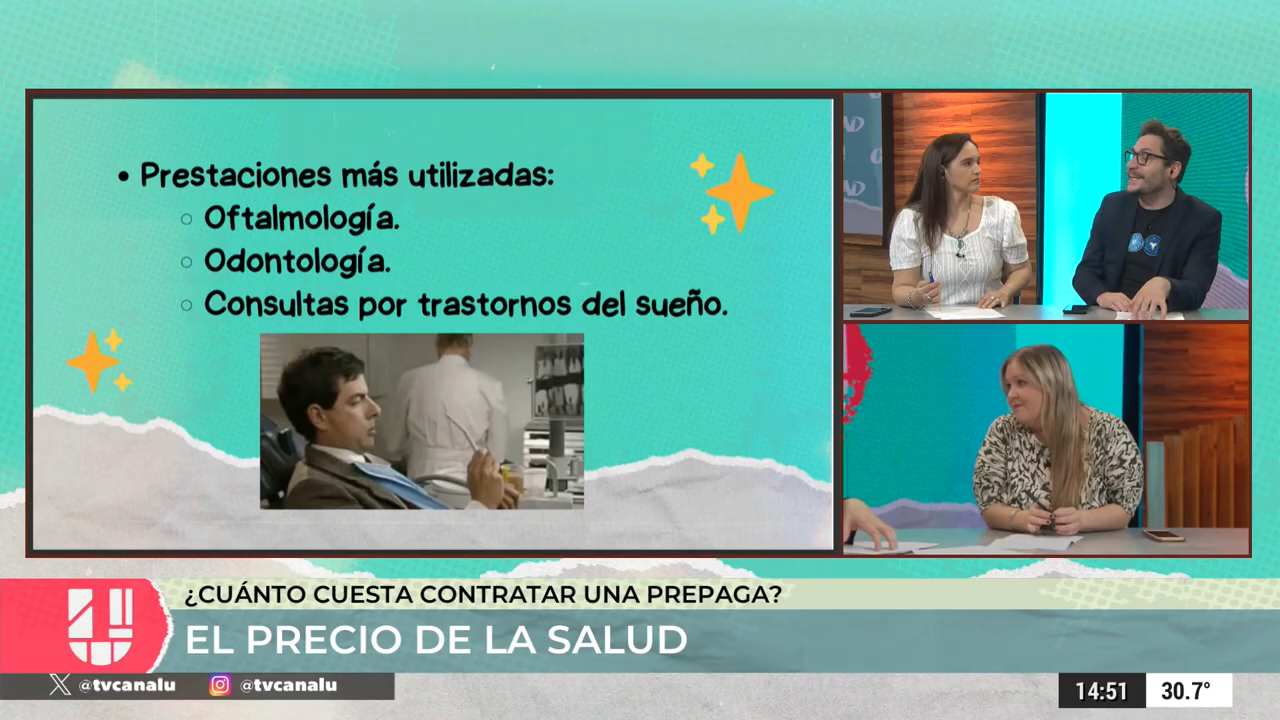 • Prestaciones más utilizadas:
○ Oftalmología.
○ Odontología.
○ Consultas por trastornos del sueño.
¿CUÁNTO CUESTA CONTRATAR UNA PREPAGA?
EL PRECIO DE LA SALUD
@tvcanalu @tvcanalu
14:51 30.7°